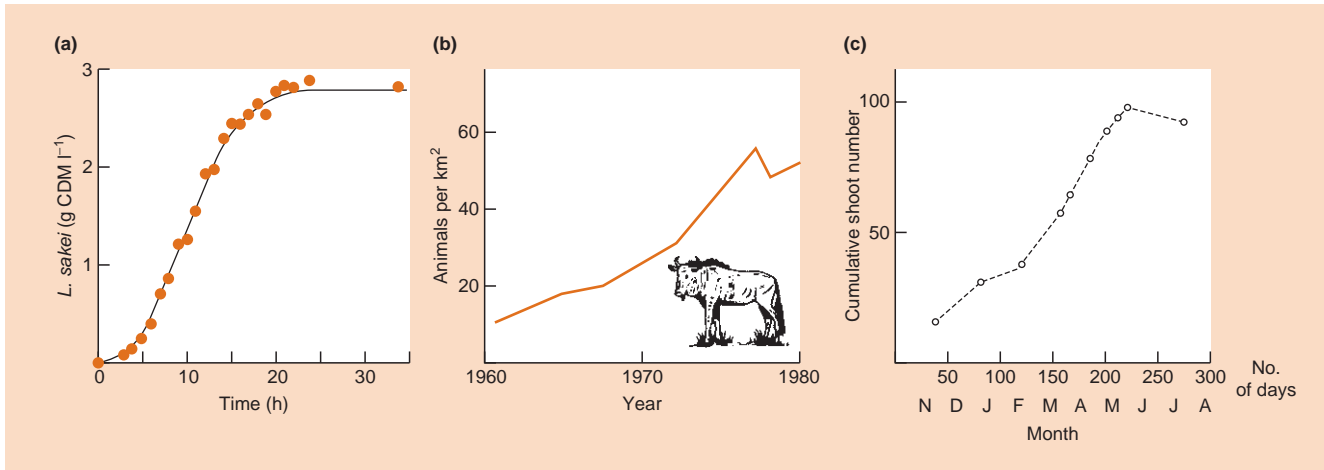 (a)
3
2
1
0
10
20
30
L. sakei (g CDM l⁻¹)
Time (h)
(b)
60
40
20
1960
1970
1980
Animals per km²
Year
(c)
100
50
50 100 150 200 250 300
No. of days
N D J F M A M J J A
Cumulative shoot number
Month